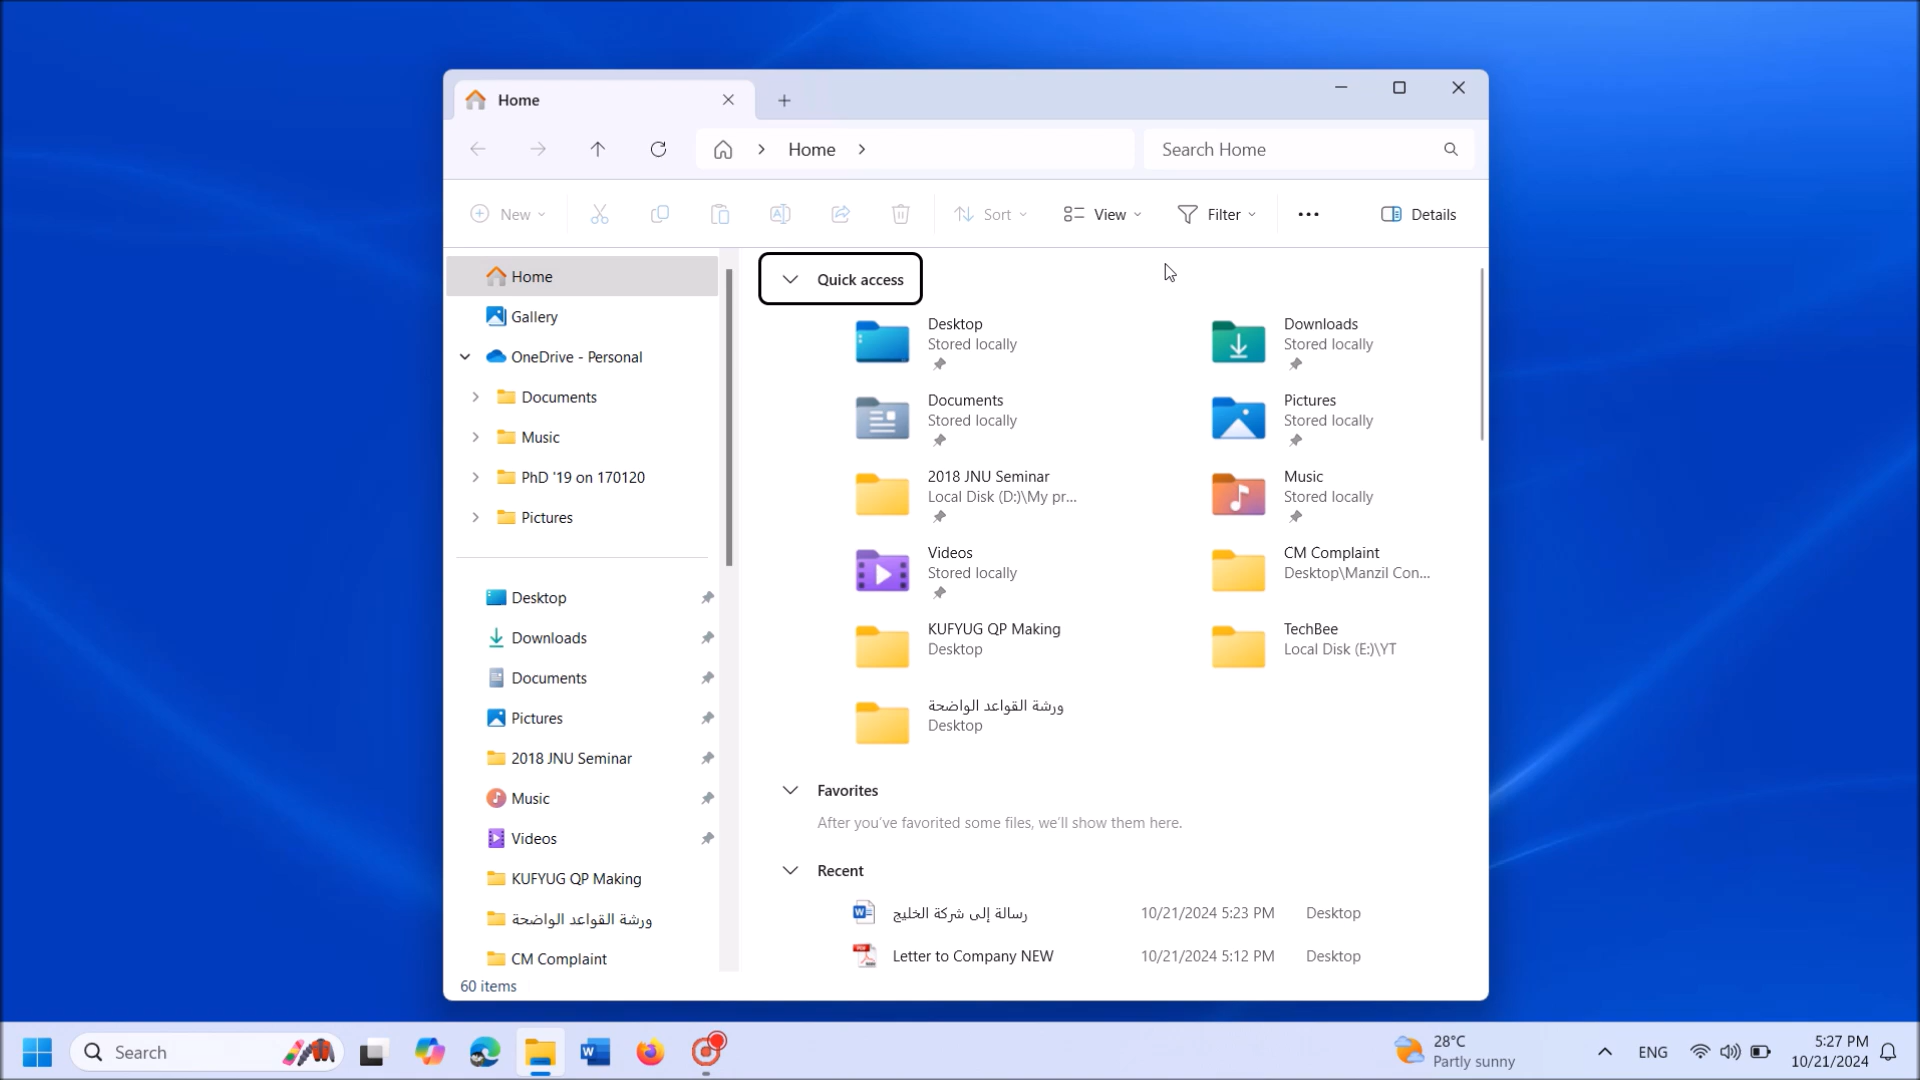 Home
Home
Search Home
New
Sort
View
Filter
Details
Home
Gallery
OneDrive - Personal
Documents
Music
PhD '19 on 170120
Pictures
Desktop
Downloads
Documents
Pictures
2018 JNU Seminar
Music
Videos
KUFYUG QP Making
ورشة القواعد الواضحة
CM Complaint
60 items
Quick access
Desktop
Stored locally
Downloads
Stored locally
Documents
Stored locally
Pictures
Stored locally
2018 JNU Seminar
Local Disk (D:)\My pr...
Music
Stored locally
Videos
Stored locally
CM Complaint
Desktop\Manzil Con...
KUFYUG QP Making
Desktop
TechBee
Local Disk (E:)\YT
ورشة القواعد الواضحة
Desktop
Favorites
After you've favorited some files, we'll show them here.
Recent
رسالة إلى شركة الخليج 10/21/2024 5:23 PM Desktop
Letter to Company NEW 10/21/2024 5:12 PM Desktop
Search
28°C
Partly sunny
ENG
5:27 PM
10/21/2024